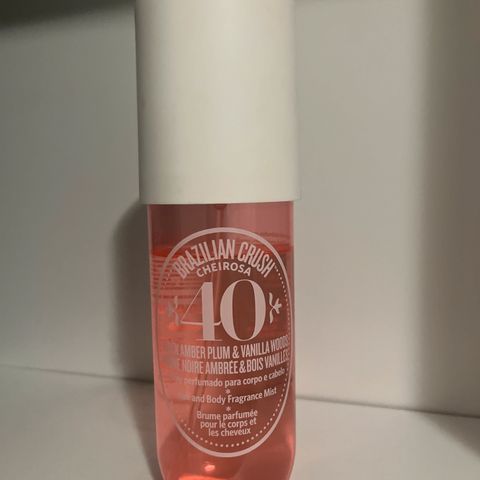 BRAZILIAN CRUSH
CHEIROSA
40
AMBER PLUM & VANILLA WOODS
NOIRE AMBRÉE & BOIS VANILLÉ
perfumado para corpo e cabelo
and Body Fragrance Mist
Brume parfumée
pour le corps et
les cheveux